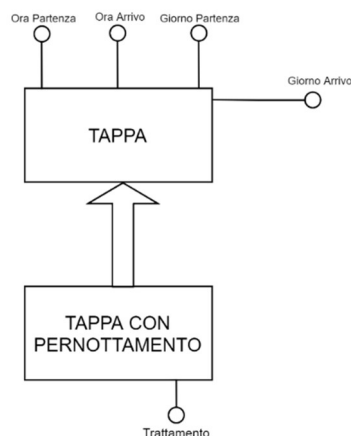 Ora Partenza
Ora Arrivo
Giorno Partenza
Giorno Arrivo
TAPPA
TAPPA CON
PERNOTTAMENTO
Trattamento